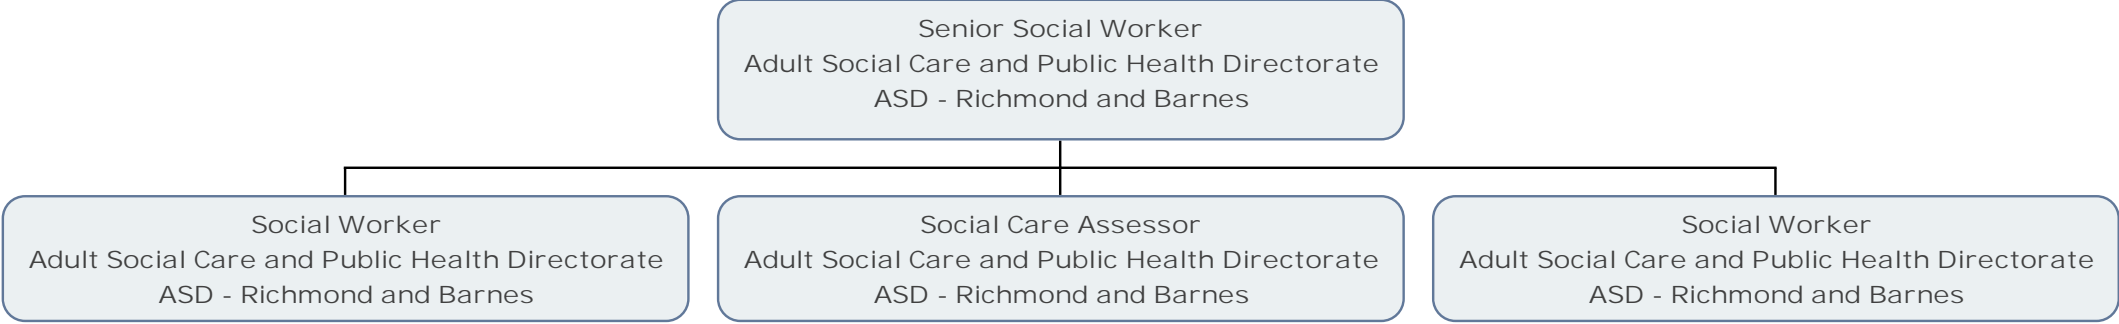 Senior Social Worker
Adult Social Care and Public Health Directorate
ASD - Richmond and Barnes
Social Worker
Adult Social Care and Public Health Directorate
ASD - Richmond and Barnes
Social Care Assessor
Adult Social Care and Public Health Directorate
ASD - Richmond and Barnes
Social Worker
Adult Social Care and Public Health Directorate
ASD - Richmond and Barnes